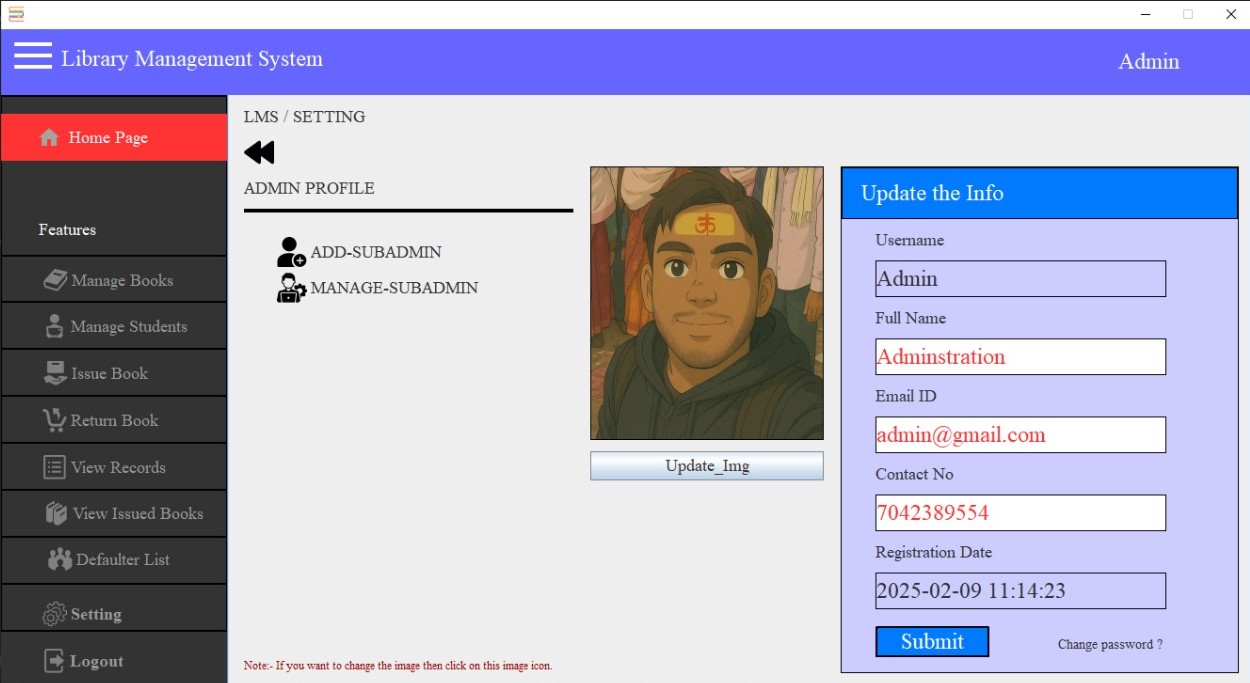 Library Management System
Admin
Home Page
Features
Manage Books
Manage Students
Issue Book
Return Book
View Records
View Issued Books
Defaulter List
Setting
Logout
LMS / SETTING
ADMIN PROFILE
ADD-SUBADMIN
MANAGE-SUBADMIN
Note:- If you want to change the image then click on this image icon.
Update_Img
Update the Info
Username
Admin
Full Name
Adminstration
Email ID
admin@gmail.com
Contact No
7042389554
Registration Date
2025-02-09 11:14:23
Submit
Change password ?